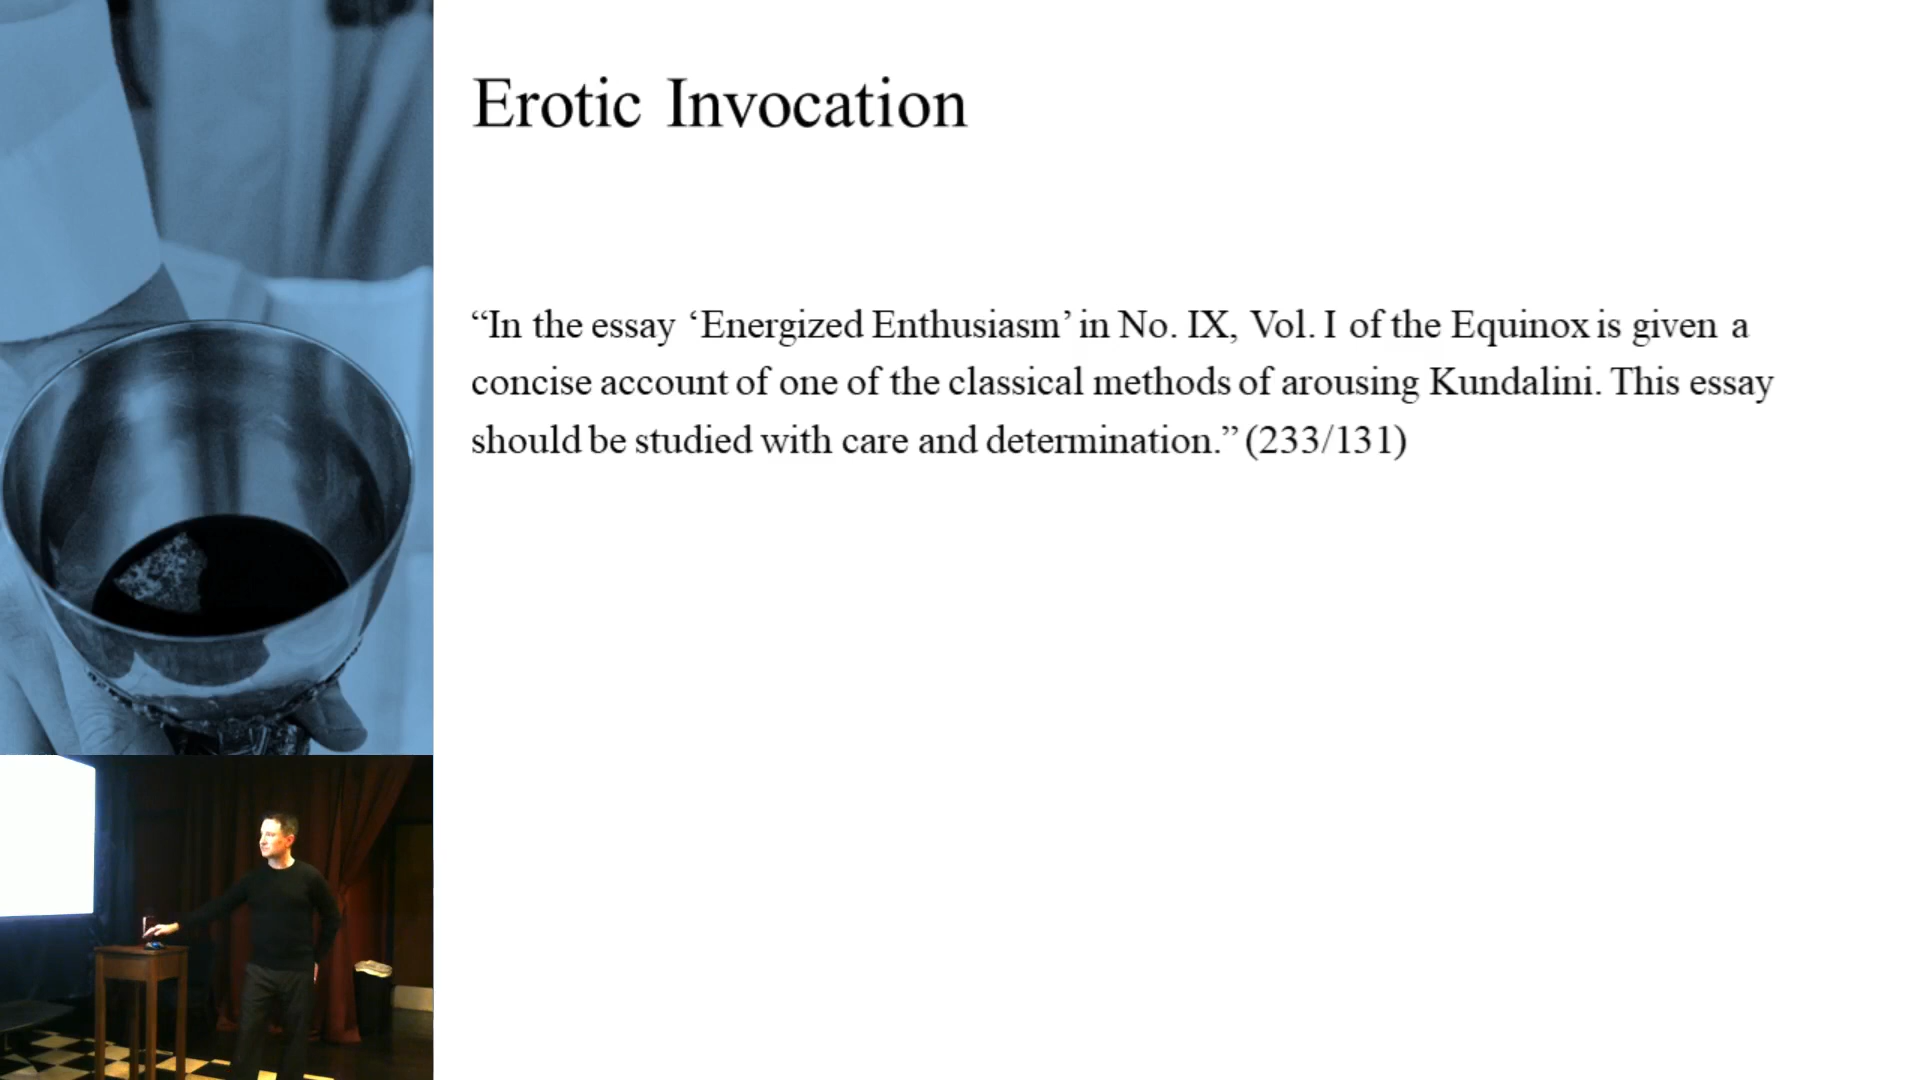 Erotic Invocation
“In the essay ‘Energized Enthusiasm’ in No. IX, Vol. I of the Equinox is given a
concise account of one of the classical methods of arousing Kundalini. This essay
should be studied with care and determination.” (233/131)